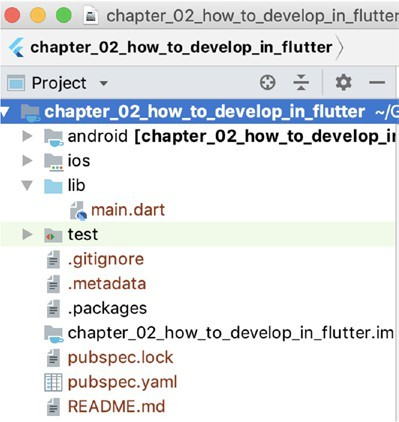 chapter_02_how_to_develop_in_flutter
chapter_02_how_to_develop_in_flutter
Project
chapter_02_how_to_develop_in_flutter ~/G
android [chapter_02_how_to_develop_in
ios
lib
main.dart
test
.gitignore
.metadata
.packages
chapter_02_how_to_develop_in_flutter.im
pubspec.lock
pubspec.yaml
README.md